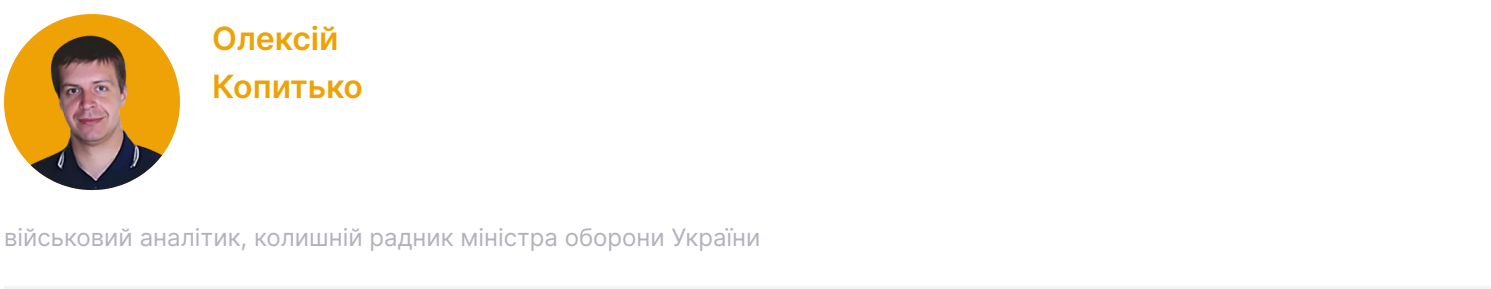 Олексій
Копитько
військовий аналітик, колишній радник міністра оборони України